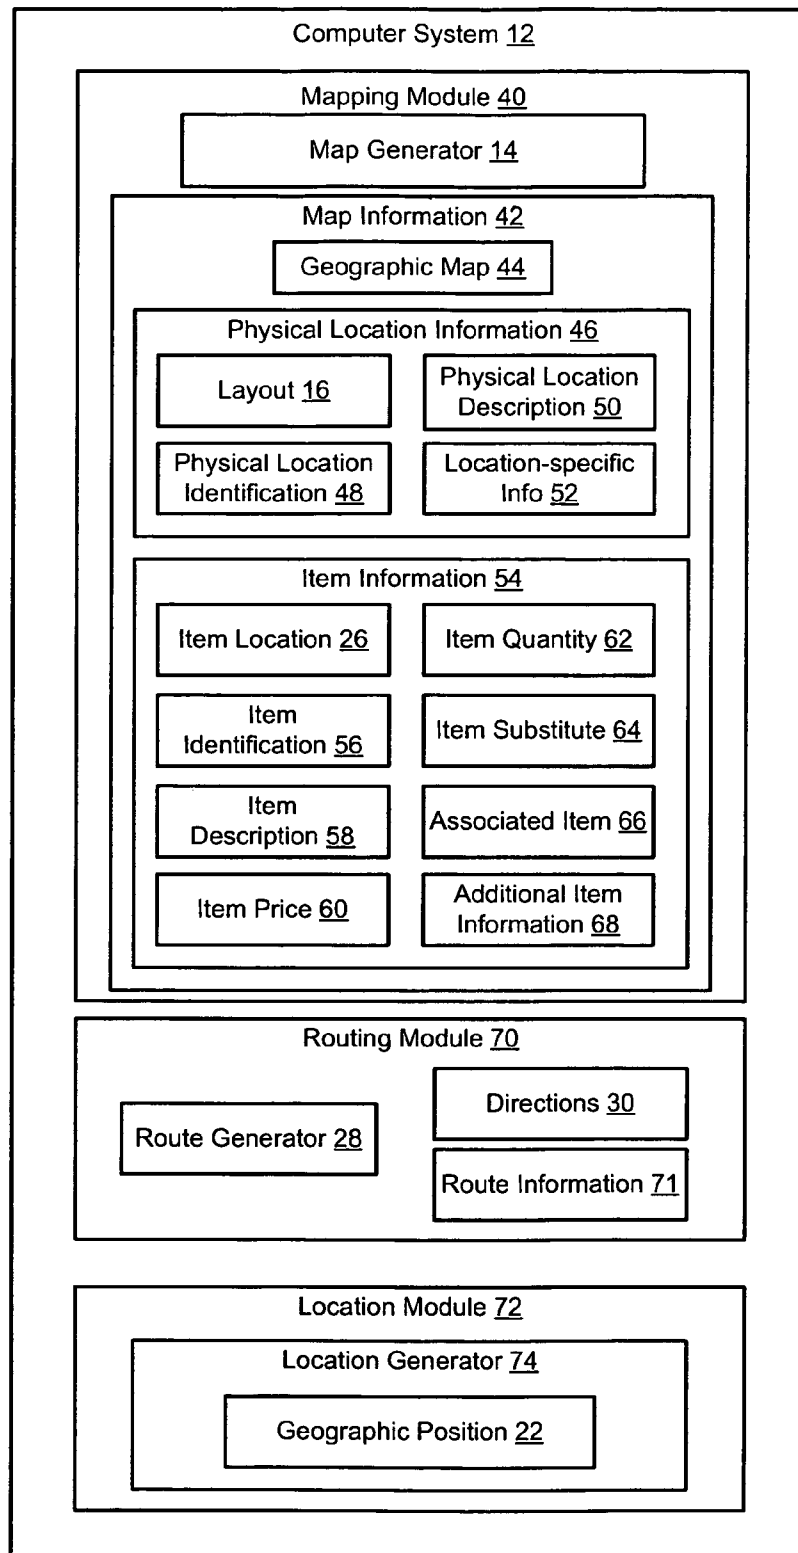 Computer System 12
Mapping Module 40
Map Generator 14
Map Information 42
Geographic Map 44
Physical Location Information 46
Layout 16
Physical Location
Description 50
Physical Location
Identification 48
Location-specific
Info 52
Item Information 54
Item Location 26
Item Quantity 62
Item
Identification 56
Item Substitute 64
Item
Description 58
Associated Item 66
Item Price 60
Additional Item
Information 68
Routing Module 70
Route Generator 28
Directions 30
Route Information 71
Location Module 72
Location Generator 74
Geographic Position 22